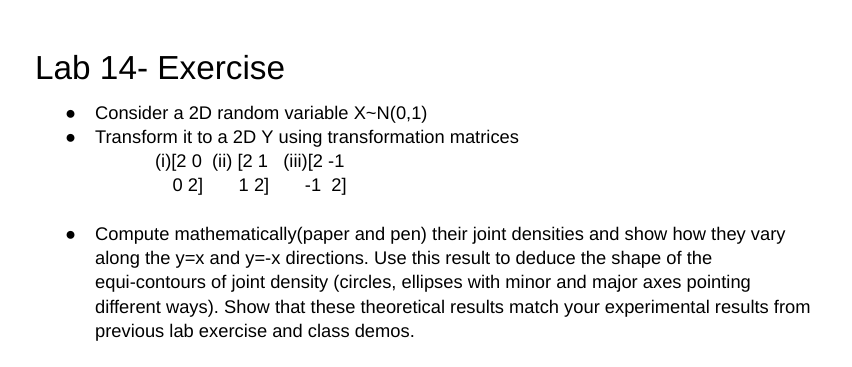 Lab 14- Exercise
● Consider a 2D random variable X~N(0,1)
● Transform it to a 2D Y using transformation matrices
(i)[2 0 (ii) [2 1 (iii)[2 -1
0 2] 1 2] -1 2]
● Compute mathematically(paper and pen) their joint densities and show how they vary
along the y=x and y=-x directions. Use this result to deduce the shape of the
equi-contours of joint density (circles, ellipses with minor and major axes pointing
different ways). Show that these theoretical results match your experimental results from
previous lab exercise and class demos.